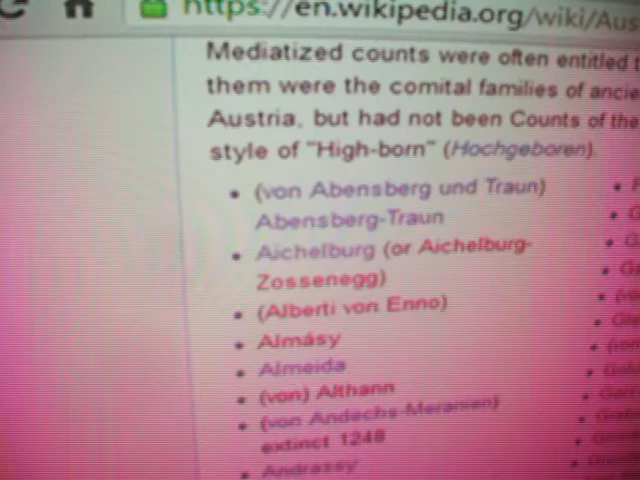 https://en.wikipedia.org/wiki/Aus
Mediatized counts were often entitled t
them were the comital families of ancie
Austria, but had not been Counts of the
style of "High-born" (Hochgeboren).
(von Abensberg und Traun)
Abensberg-Traun
Aichelburg (or Aichelburg-
Zossenegg)
(Alberti von Enno)
Almásy
Almeida
(von) Althann
(von Andechs-Meranien)
extinct 1248
Andrassy